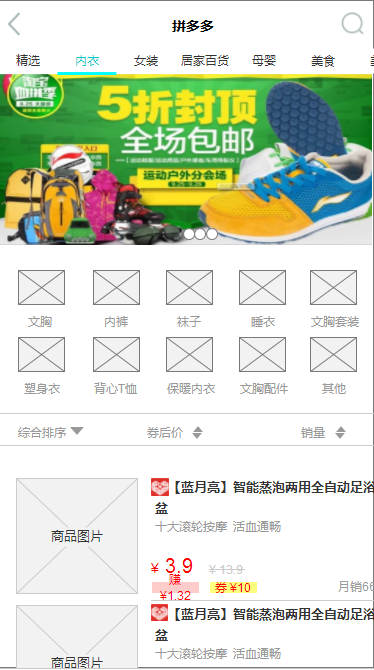 拼多多
精选 内衣 女装 居家百货 母婴 美食
淘宝
5折封顶
全场包邮
运动户外分会场
9.25-9.26
文胸 内裤 袜子 睡衣 文胸套装
塑身衣 背心T恤 保暖内衣 文胸配件 其他
综合排序 券后价 销量
商品图片
【蓝月亮】智能蒸泡两用全自动足浴
盆
十大滚轮按摩 活血通畅
¥ 3.9 ¥ 13.9
赚
¥1.32
券 ¥10
月销66
商品图片
【蓝月亮】智能蒸泡两用全自动足浴
盆
十大滚轮按摩 活血通畅